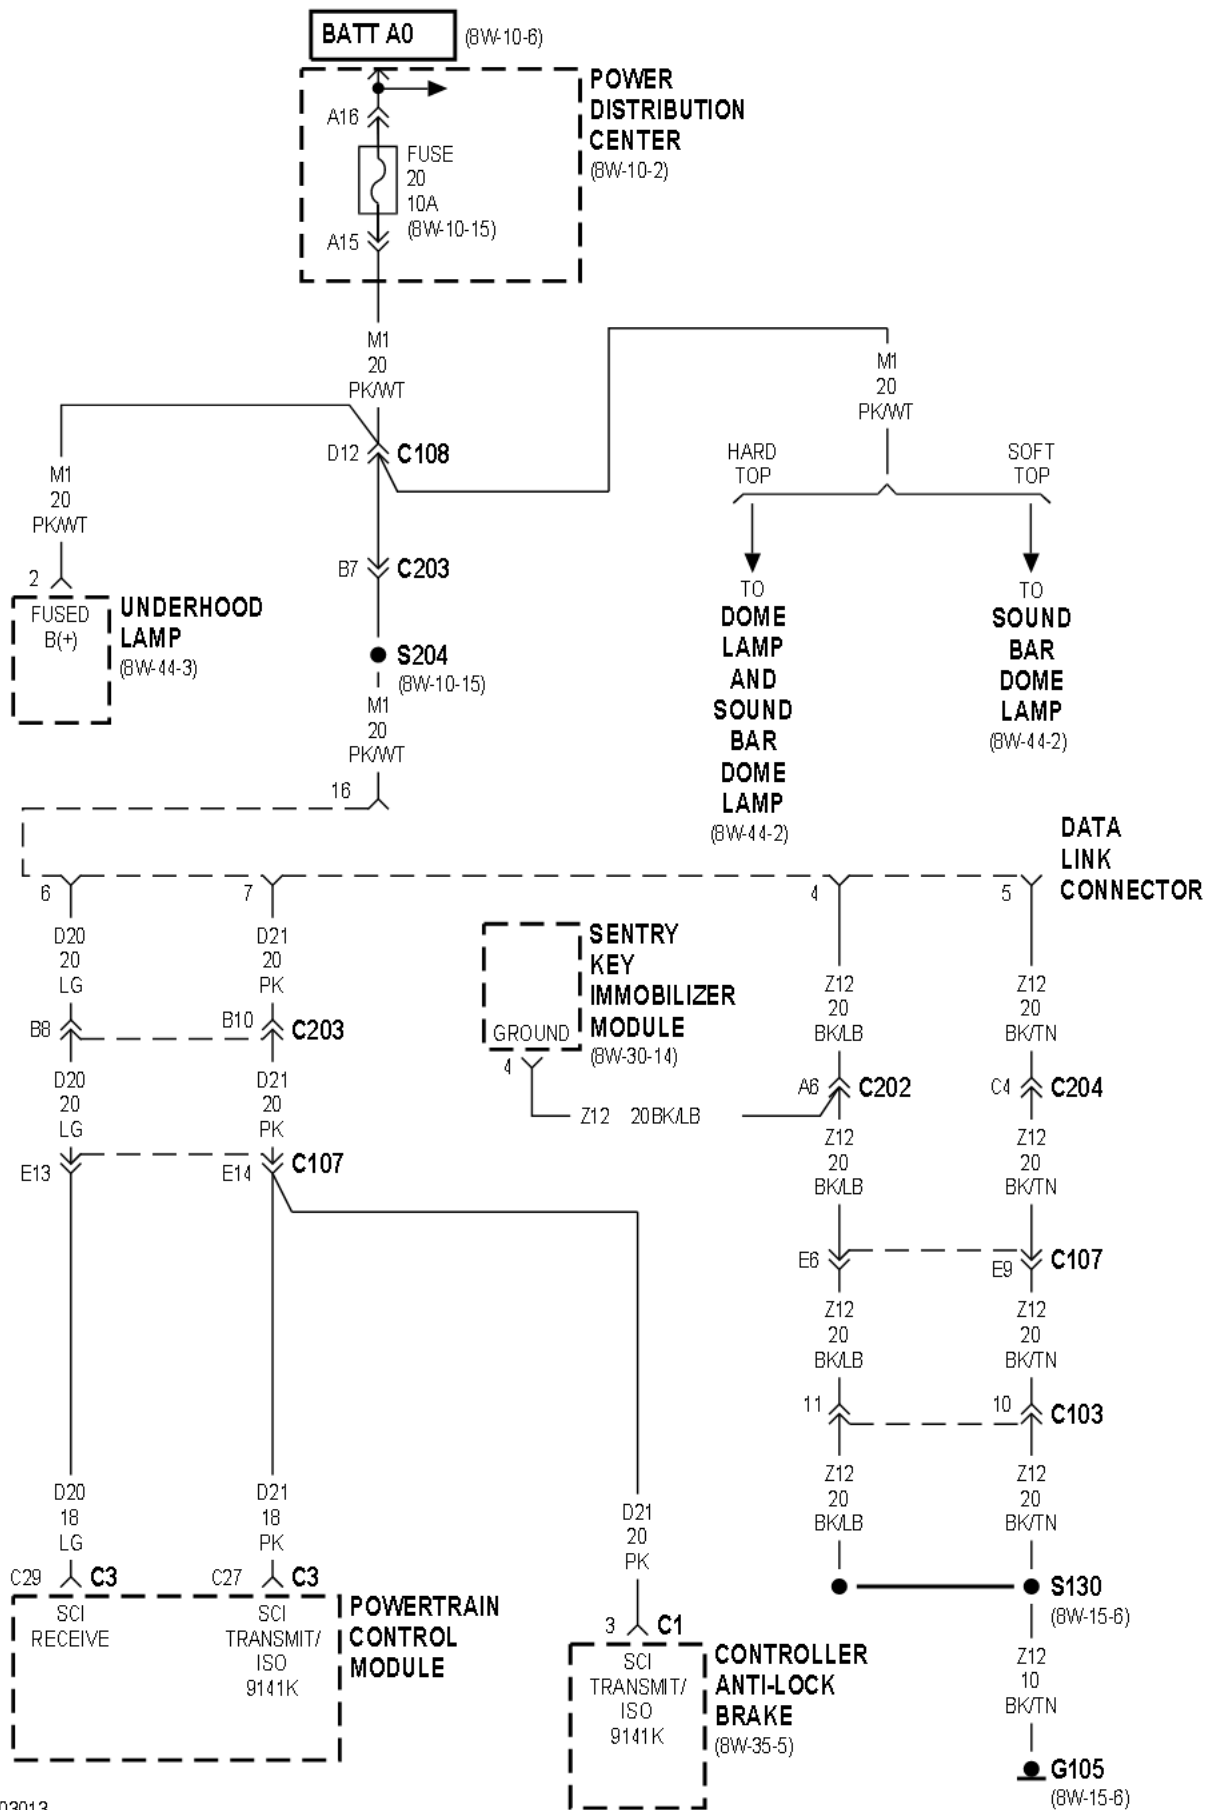 BATT A0
(8W-10-6)
POWER
DISTRIBUTION
CENTER
(8W-10-2)
A16
FUSE
20
10A
(8W-10-15)
A15
M1
20
PK/WT
M1
20
PK/WT
D12
C108
HARD
TOP
SOFT
TOP
M1
20
PK/WT
B7
C203
2
FUSED
B(+)
UNDERHOOD
LAMP
(8W-44-3)
TO
DOME
LAMP
AND
SOUND
BAR
DOME
LAMP
(8W-44-2)
TO
SOUND
BAR
DOME
LAMP
(8W-44-2)
S204
(8W-10-15)
M1
20
PK/WT
16
DATA
LINK
CONNECTOR
6
7
4
5
D20
20
LG
D21
20
PK
SENTRY
KEY
IMMOBILIZER
MODULE
(8W-30-14)
GROUND
4
Z12
20
BK/LB
Z12
20
BK/TN
B8
B10
C203
D20
20
LG
D21
20
PK
Z12 20BK/LB
A6
C202
C4
C204
Z12
20
BK/LB
Z12
20
BK/TN
E13
E14
C107
E6
E9
C107
Z12
20
BK/LB
Z12
20
BK/TN
11
10
C103
Z12
20
BK/LB
Z12
20
BK/TN
D20
18
LG
D21
18
PK
D21
20
PK
C29
C3
C27
C3
S130
(8W-15-6)
SCI
RECEIVE
SCI
TRANSMIT/
ISO
9141K
POWERTRAIN
CONTROL
MODULE
3
C1
SCI
TRANSMIT/
ISO
9141K
CONTROLLER
ANTI-LOCK
BRAKE
(8W-35-5)
Z12
10
BK/TN
G105
(8W-15-6)